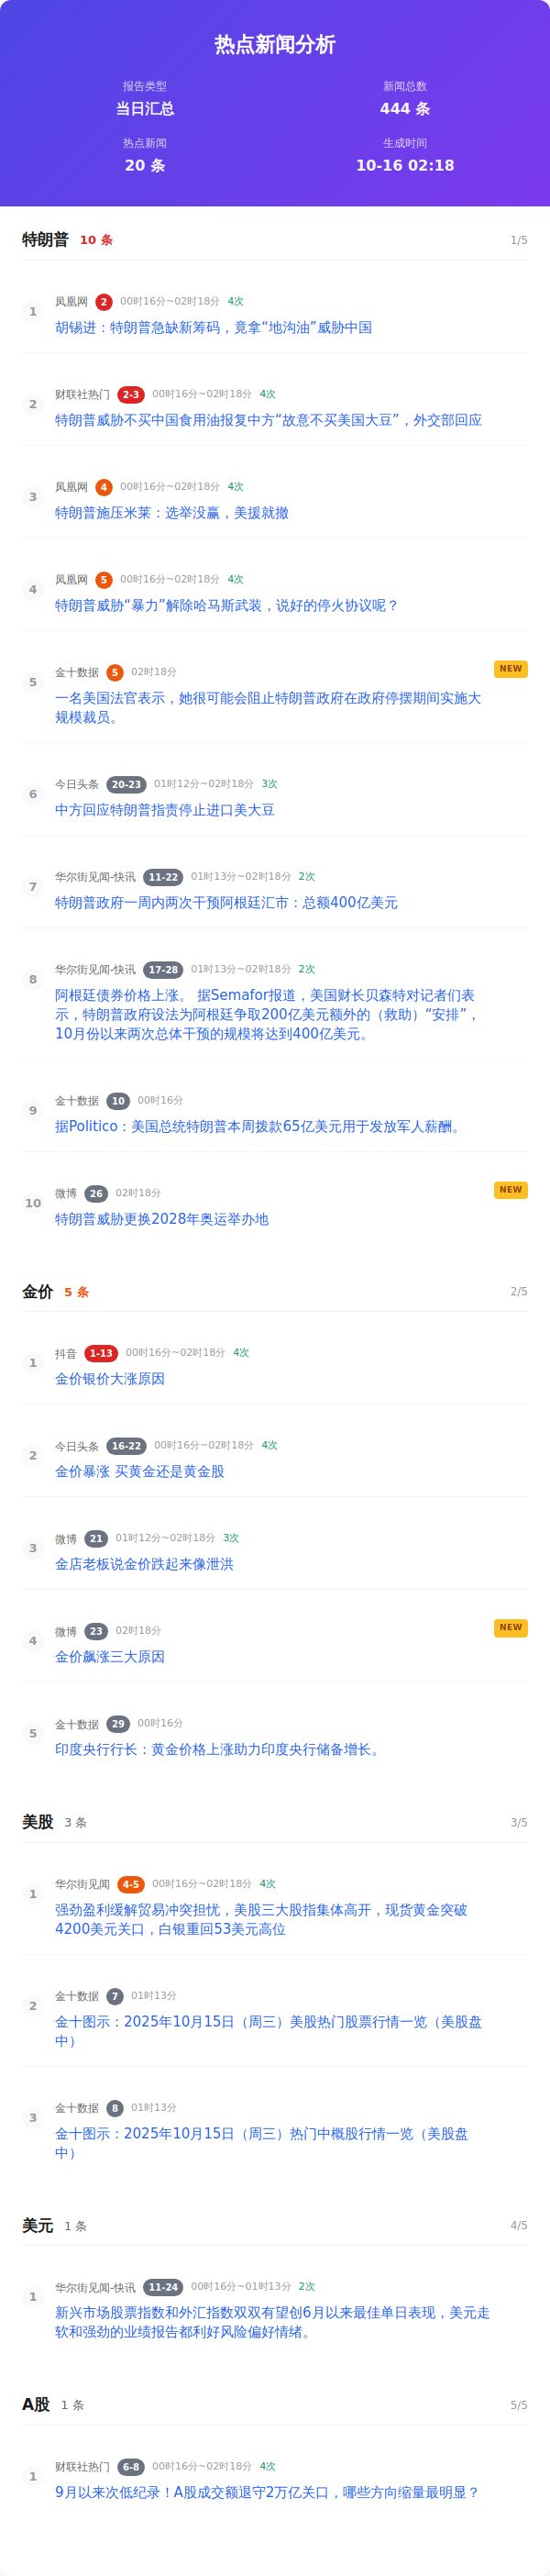 热点新闻分析
报告类型
当日汇总
新闻总数
444 条
热点新闻
20 条
生成时间
10-16 02:18
特朗普 10 条 1/5
1 凤凰网 2 00时16分~02时18分 4次
胡锡进：特朗普急缺新筹码，竟拿“地沟油”威胁中国
2 财联社热门 2-3 00时16分~02时18分 4次
特朗普威胁不买中国食用油报复中方“故意不买美国大豆”，外交部回应
3 凤凰网 4 00时16分~02时18分 4次
特朗普施压米莱：选举没赢，美援就撤
4 凤凰网 5 00时16分~02时18分 4次
特朗普威胁“暴力”解除哈马斯武装，说好的停火协议呢？
5 金十数据 5 02时18分 NEW
一名美国法官表示，她很可能会阻止特朗普政府在政府停摆期间实施大
规模裁员。
6 今日头条 20-23 01时12分~02时18分 3次
中方回应特朗普指责停止进口美大豆
7 华尔街见闻-快讯 11-22 01时13分~02时18分 2次
特朗普政府一周内两次干预阿根廷汇市：总额400亿美元
8 华尔街见闻-快讯 17-28 01时13分~02时18分 2次
阿根廷债券价格上涨。 据Semafor报道，美国财长贝森特对记者们表
示，特朗普政府设法为阿根廷争取200亿美元额外的（救助）“安排”，
10月份以来两次总体干预的规模将达到400亿美元。
9 金十数据 10 00时16分
据Politico：美国总统特朗普本周拨款65亿美元用于发放军人薪酬。
10 微博 26 02时18分 NEW
特朗普威胁更换2028年奥运举办地
金价 5 条 2/5
1 抖音 1-13 00时16分~02时18分 4次
金价银价大涨原因
2 今日头条 16-22 00时16分~02时18分 4次
金价暴涨 买黄金还是黄金股
3 微博 21 01时12分~02时18分 3次
金店老板说金价跌起来像泄洪
4 微博 23 02时18分 NEW
金价飙涨三大原因
5 金十数据 29 00时16分
印度央行行长：黄金价格上涨助力印度央行储备增长。
美股 3 条 3/5
1 华尔街见闻 4-5 00时16分~02时18分 4次
强劲盈利缓解贸易冲突担忧，美股三大股指集体高开，现货黄金突破
4200美元关口，白银重回53美元高位
2 金十数据 7 01时13分
金十图示：2025年10月15日（周三）美股热门股票行情一览（美股盘
中）
3 金十数据 8 01时13分
金十图示：2025年10月15日（周三）热门中概股行情一览（美股盘
中）
美元 1 条 4/5
1 华尔街见闻-快讯 11-24 00时16分~01时13分 2次
新兴市场股票指数和外汇指数双双有望创6月以来最佳单日表现，美元走
软和强劲的业绩报告都利好风险偏好情绪。
A股 1 条 5/5
1 财联社热门 6-8 00时16分~02时18分 4次
9月以来次低纪录！A股成交额退守2万亿关口，哪些方向缩量最明显？